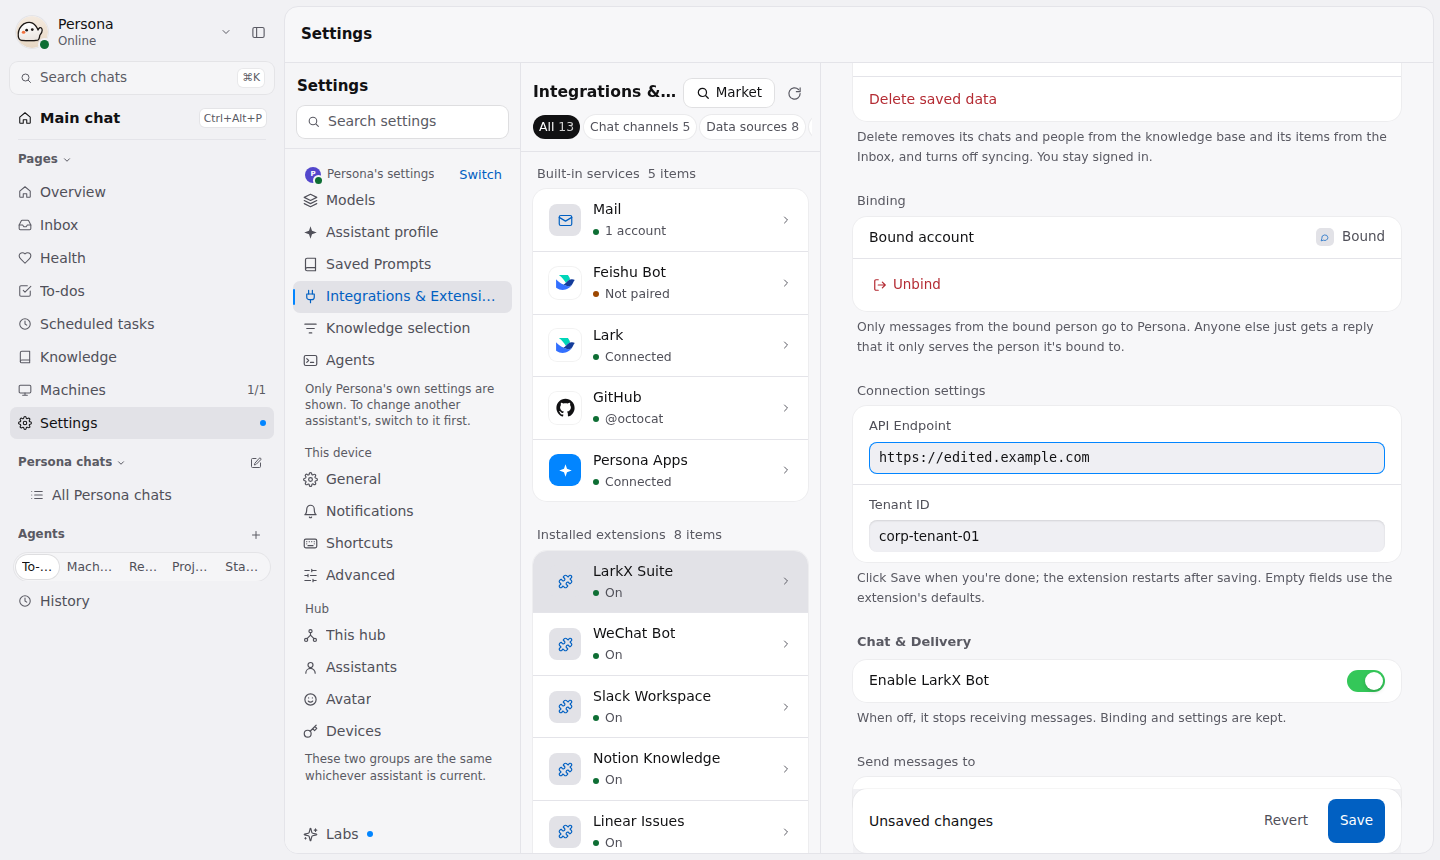 Persona
Online
Search chats
⌘K
Main chat
Ctrl+Alt+P
Pages
Overview
Inbox
Health
To-dos
Scheduled tasks
Knowledge
Machines
1/1
Settings
Persona chats
All Persona chats
Agents
To-…
Mach…
Re…
Proj…
Sta…
History
Settings
Settings
Search settings
P
Persona's settings
Switch
Models
Assistant profile
Saved Prompts
Integrations & Extensi…
Knowledge selection
Agents
Only Persona's own settings are
shown. To change another
assistant's, switch to it first.
This device
General
Notifications
Shortcuts
Advanced
Hub
This hub
Assistants
Avatar
Devices
These two groups are the same
whichever assistant is current.
Labs
Integrations &…
Market
All 13
Chat channels 5
Data sources 8
Built-in services 5 items
Mail
1 account
Feishu Bot
Not paired
Lark
Connected
GitHub
@octocat
Persona Apps
Connected
Installed extensions 8 items
LarkX Suite
On
WeChat Bot
On
Slack Workspace
On
Notion Knowledge
On
Linear Issues
On
Delete saved data
Delete removes its chats and people from the knowledge base and its items from the
Inbox, and turns off syncing. You stay signed in.
Binding
Bound account
Bound
Unbind
Only messages from the bound person go to Persona. Anyone else just gets a reply
that it only serves the person it's bound to.
Connection settings
API Endpoint
https://edited.example.com
Tenant ID
corp-tenant-01
Click Save when you're done; the extension restarts after saving. Empty fields use the
extension's defaults.
Chat & Delivery
Enable LarkX Bot
When off, it stops receiving messages. Binding and settings are kept.
Send messages to
Unsaved changes
Revert
Save